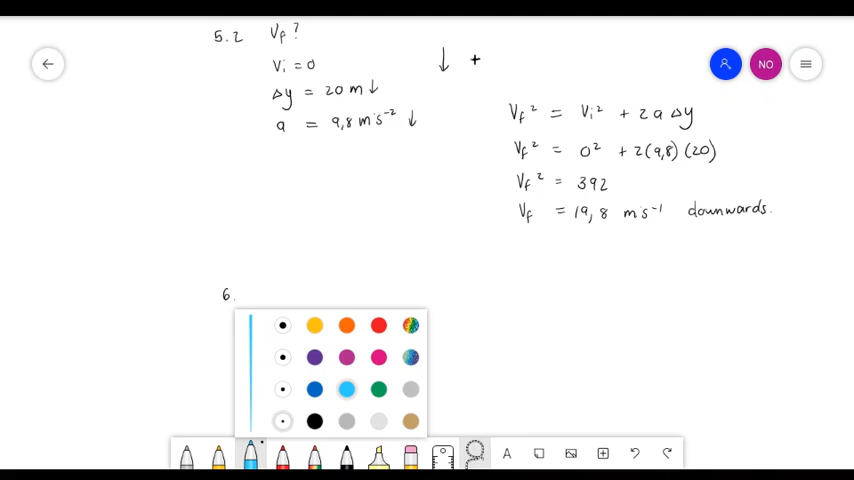 5.2 Vf ?
Vi = 0
↓ +
Δy = 20 m ↓
a = 9,8 m·s⁻² ↓
Vf² = Vi² + 2aΔy
Vf² = 0² + 2(9,8)(20)
Vf² = 392
Vf = 19,8 m·s⁻¹ downwards.
6.
NO
A